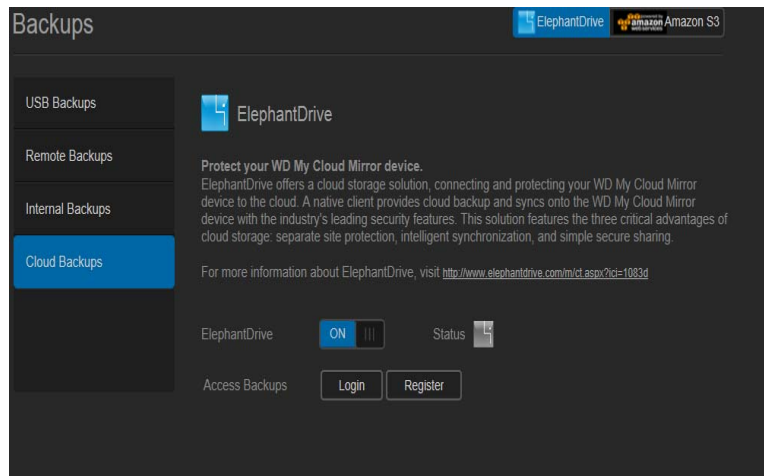 Backups
ElephantDrive
amazon
web services
Amazon S3
USB Backups
Remote Backups
Internal Backups
Cloud Backups
ElephantDrive
Protect your WD My Cloud Mirror device.
ElephantDrive offers a cloud storage solution, connecting and protecting your WD My Cloud Mirror
device to the cloud. A native client provides cloud backup and syncs onto the WD My Cloud Mirror
device with the industry's leading security features. This solution features the three critical advantages of
cloud storage: separate site protection, intelligent synchronization, and simple secure sharing.
For more information about ElephantDrive, visit http://www.elephantdrive.com/m/ct.aspx?ici=1083d
ElephantDrive ON Status
Access Backups Login Register